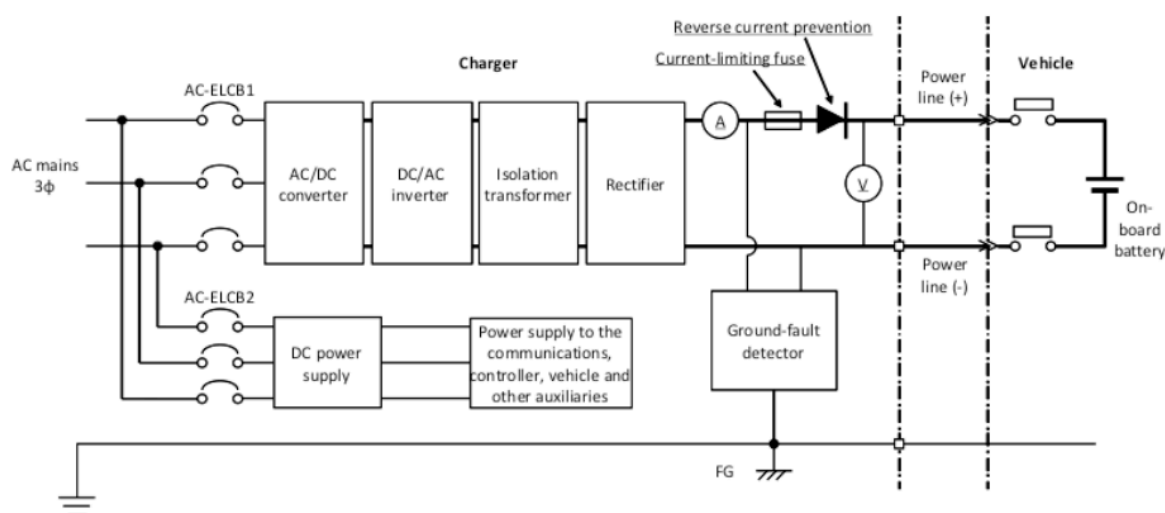 Reverse current prevention
Current-limiting fuse
Charger
Power
line (+)
Vehicle
AC-ELCB1
A
AC mains
3ϕ
AC/DC
converter
DC/AC
inverter
Isolation
transformer
Rectifier
V
On-
board
battery
Power
line (-)
AC-ELCB2
DC power
supply
Power supply to the
communications,
controller, vehicle and
other auxiliaries
Ground-fault
detector
FG